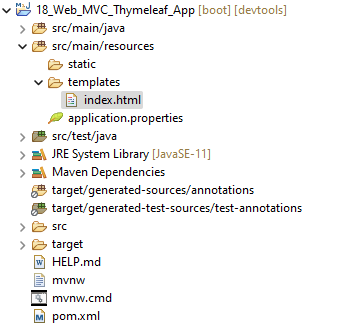 18_Web_MVC_Thymeleaf_App [boot] [devtools]
src/main/java
src/main/resources
static
templates
index.html
application.properties
src/test/java
JRE System Library [JavaSE-11]
Maven Dependencies
target/generated-sources/annotations
target/generated-test-sources/test-annotations
src
target
HELP.md
mvnw
mvnw.cmd
pom.xml